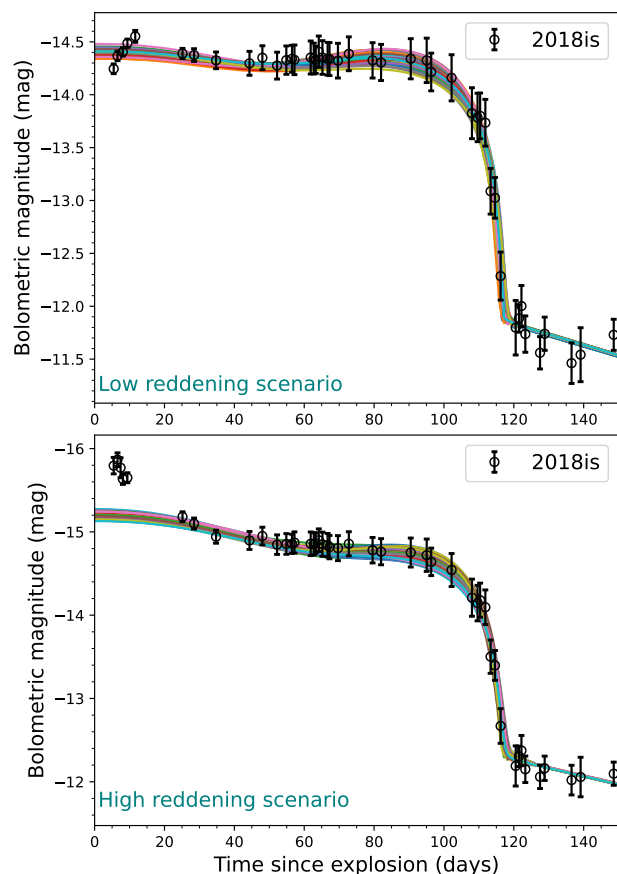 2018is
Bolometric magnitude (mag)
−14.5
−14.0
−13.5
−13.0
−12.5
−12.0
−11.5
Low reddening scenario
0 20 40 60 80 100 120 140
2018is
Bolometric magnitude (mag)
−16
−15
−14
−13
−12
High reddening scenario
0 20 40 60 80 100 120 140
Time since explosion (days)